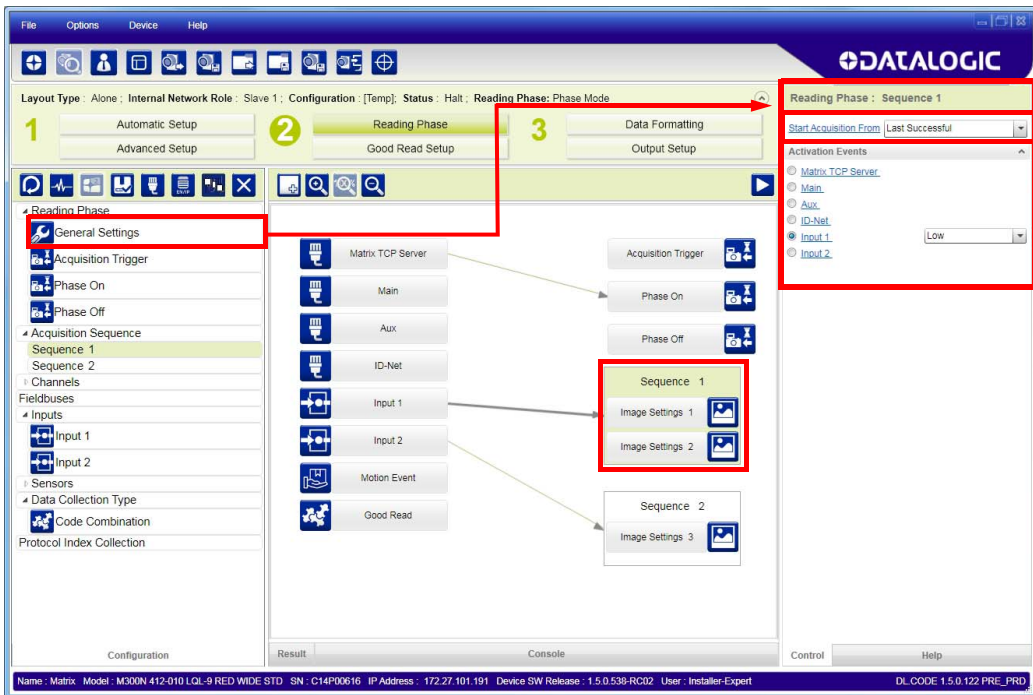 File Options Device Help
DATALOGIC
Layout Type : Alone ; Internal Network Role : Slave 1 ; Configuration : [Temp]; Status : Halt ; Reading Phase: Phase Mode
1 Automatic Setup
Advanced Setup
2 Reading Phase
Good Read Setup
3 Data Formatting
Output Setup
Reading Phase
General Settings
Acquisition Trigger
Phase On
Phase Off
Acquisition Sequence
Sequence 1
Sequence 2
Channels
Fieldbuses
Inputs
Input 1
Input 2
Sensors
Data Collection Type
Code Combination
Protocol Index Collection
Configuration
Matrix TCP Server
Main
Aux
ID-Net
Input 1
Input 2
Motion Event
Good Read
Acquisition Trigger
Phase On
Phase Off
Sequence 1
Image Settings 1
Image Settings 2
Sequence 2
Image Settings 3
Result Console
Reading Phase : Sequence 1
Start Acquisition From Last Successful
Activation Events
Matrix TCP Server
Main
Aux
ID-Net
Input 1 Low
Input 2
Control Help
Name : Matrix Model : M300N 412-010 LQL-9 RED WIDE STD SN : C14P00616 IP Address : 172.27.101.191 Device SW Release : 1.5.0.538-RC02 User : Installer-Expert DL.CODE 1.5.0.122 PRE_PRD